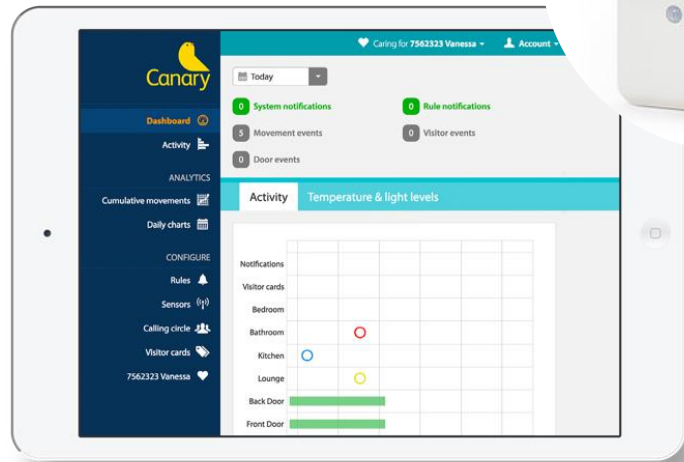 Canary
Dashboard
Activity
ANALYTICS
Cumulative movements
Daily charts
CONFIGURE
Rules
Sensors
Calling circle
Visitor cards
7562323 Vanessa
Caring for 7562323 Vanessa
Account
Today
0 System notifications
0 Rule notifications
5 Movement events
0 Visitor events
0 Door events
Activity
Temperature & light levels
Notifications
Visitor cards
Bedroom
Bathroom
Kitchen
Lounge
Back Door
Front Door